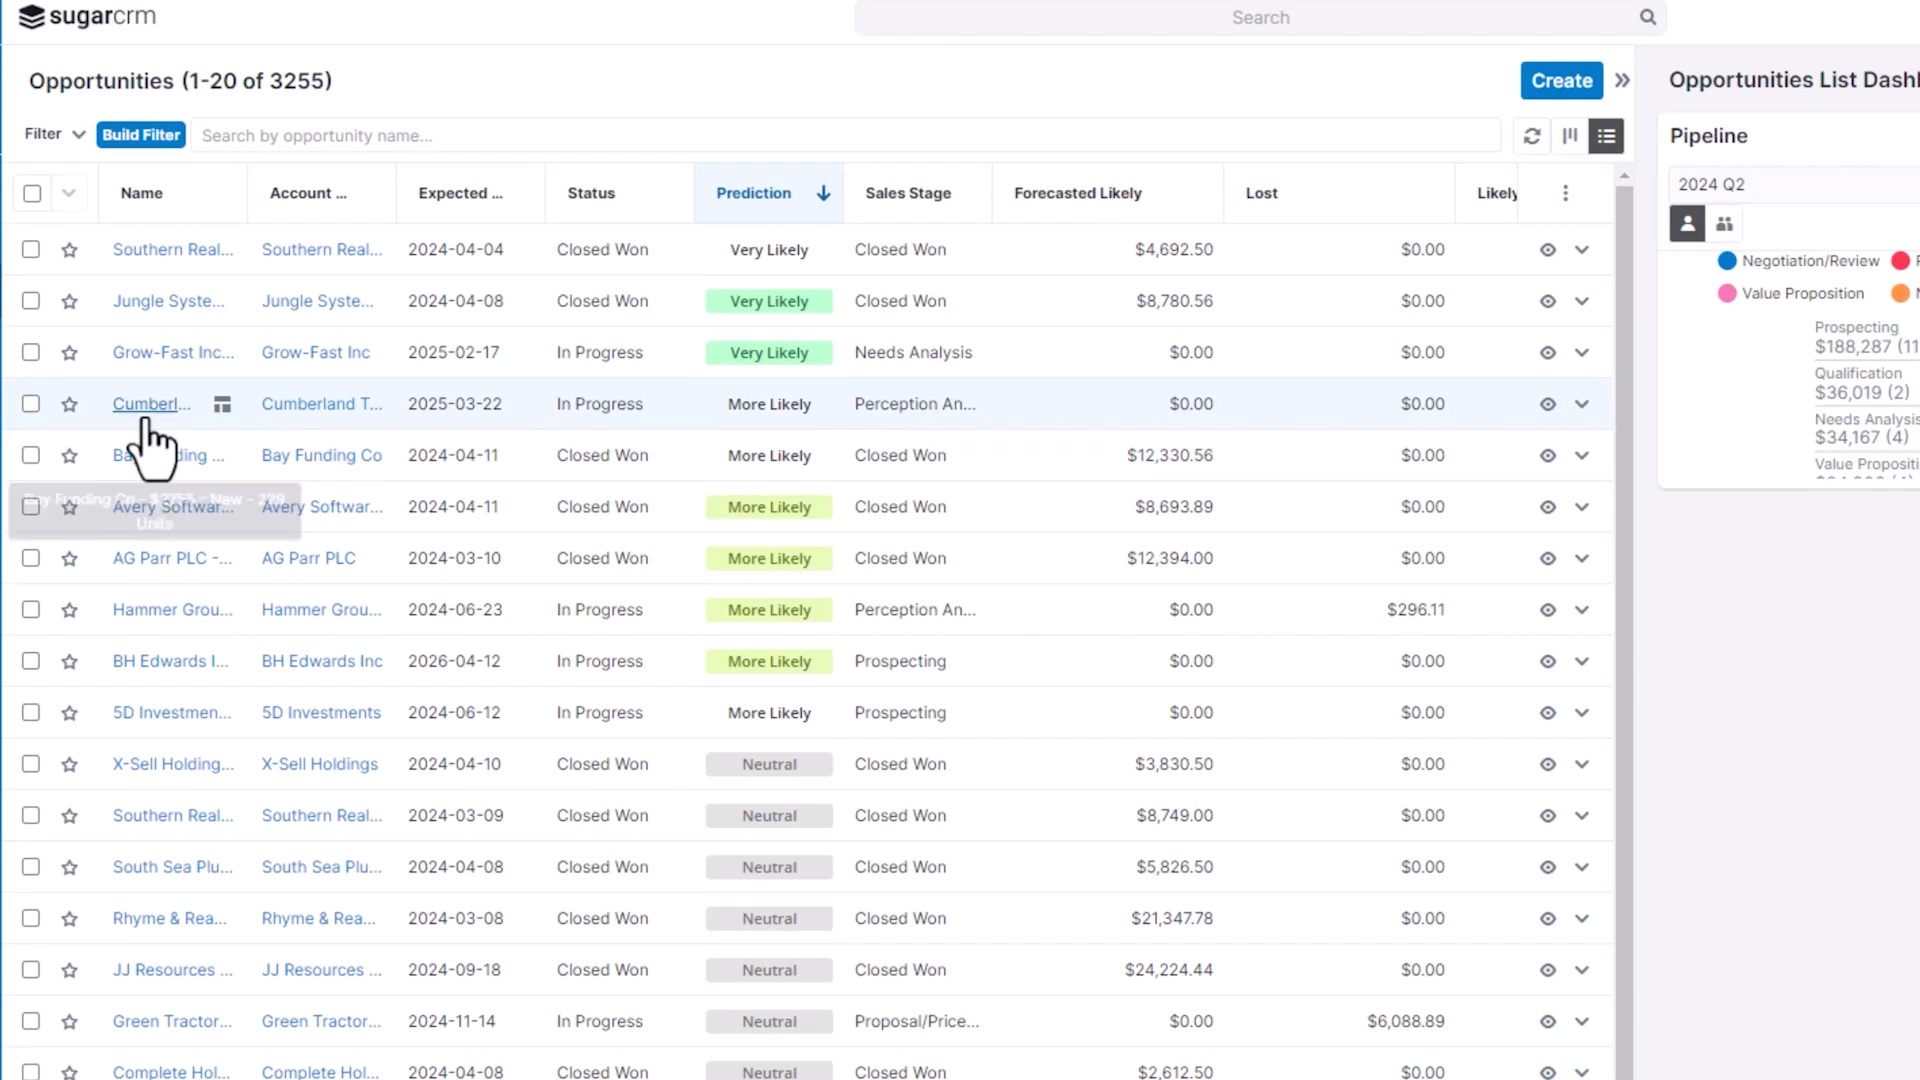 sugarcrm
Search
Opportunities (1-20 of 3255)
Create
Opportunities List Dash
Filter
Build Filter
Search by opportunity name...
Pipeline
2024 Q2
Name Account ... Expected ... Status Prediction Sales Stage Forecasted Likely Lost Likely
Southern Real... Southern Real... 2024-04-04 Closed Won Very Likely Closed Won $4,692.50 $0.00
Jungle Syste... Jungle Syste... 2024-04-08 Closed Won Very Likely Closed Won $8,780.56 $0.00
Grow-Fast Inc... Grow-Fast Inc 2025-02-17 In Progress Very Likely Needs Analysis $0.00 $0.00
Cumberl... Cumberland T... 2025-03-22 In Progress More Likely Perception An... $0.00 $0.00
Ba ding ... Bay Funding Co 2024-04-11 Closed Won More Likely Closed Won $12,330.56 $0.00
Bay Funding Co - $3755 - New - 229
Units
Avery Softwar... Avery Softwar... 2024-04-11 Closed Won More Likely Closed Won $8,693.89 $0.00
AG Parr PLC -... AG Parr PLC 2024-03-10 Closed Won More Likely Closed Won $12,394.00 $0.00
Hammer Grou... Hammer Grou... 2024-06-23 In Progress More Likely Perception An... $0.00 $296.11
BH Edwards I... BH Edwards Inc 2026-04-12 In Progress More Likely Prospecting $0.00 $0.00
5D Investmen... 5D Investments 2024-06-12 In Progress More Likely Prospecting $0.00 $0.00
X-Sell Holding... X-Sell Holdings 2024-04-10 Closed Won Neutral Closed Won $3,830.50 $0.00
Southern Real... Southern Real... 2024-03-09 Closed Won Neutral Closed Won $8,749.00 $0.00
South Sea Plu... South Sea Plu... 2024-04-08 Closed Won Neutral Closed Won $5,826.50 $0.00
Rhyme & Rea... Rhyme & Rea... 2024-03-08 Closed Won Neutral Closed Won $21,347.78 $0.00
JJ Resources ... JJ Resources ... 2024-09-18 Closed Won Neutral Closed Won $24,224.44 $0.00
Green Tractor... Green Tractor... 2024-11-14 In Progress Neutral Proposal/Price... $0.00 $6,088.89
Complete Hol... Complete Hol... 2024-04-08 Closed Won Neutral Closed Won $2,612.50 $0.00
Negotiation/Review
Value Proposition
Prospecting
$188,287 (11
Qualification
$36,019 (2)
Needs Analysis
$34,167 (4)
Value Propositi